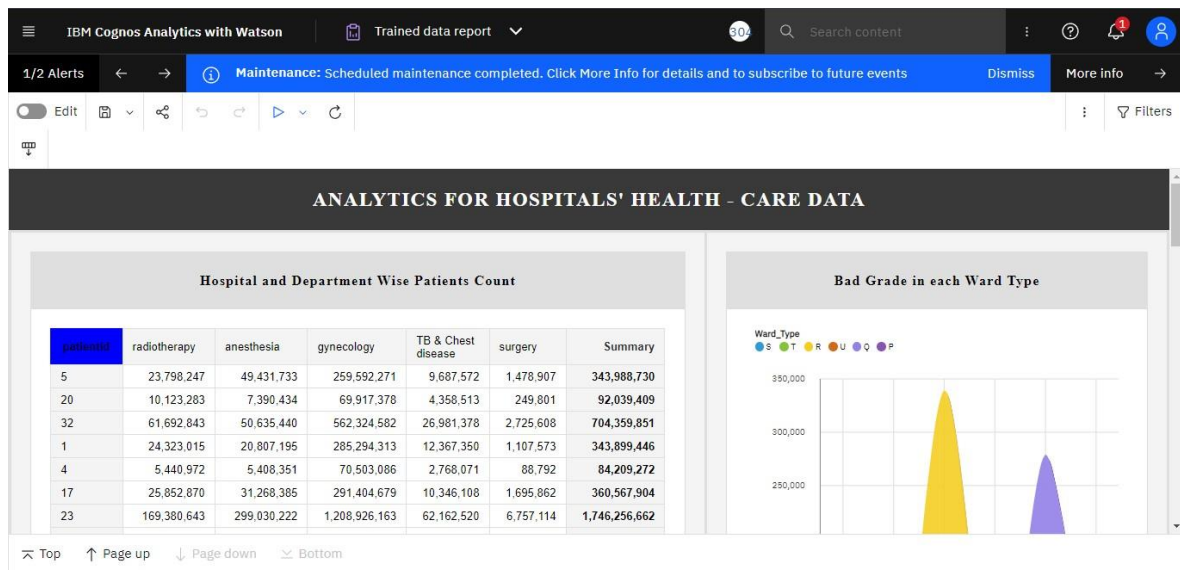 IBM Cognos Analytics with Watson
Trained data report
304
Search content
1/2 Alerts
Maintenance: Scheduled maintenance completed. Click More Info for details and to subscribe to future events
Dismiss
More info
Edit
Filters
ANALYTICS FOR HOSPITALS' HEALTH - CARE DATA
Hospital and Department Wise Patients Count
patientid radiotherapy anesthesia gynecology TB & Chest disease surgery Summary
5 23,798,247 49,431,733 259,592,271 9,687,572 1,478,907 343,988,730
20 10,123,283 7,390,434 69,917,378 4,358,513 249,801 92,039,409
32 61,692,843 50,635,440 562,324,582 26,981,378 2,725,608 704,359,851
1 24,323,015 20,807,195 285,294,313 12,367,350 1,107,573 343,899,446
4 5,440,972 5,408,351 70,503,086 2,768,071 88,792 84,209,272
17 25,852,870 31,268,385 291,404,679 10,346,108 1,695,862 360,567,904
23 169,380,643 299,030,222 1,208,926,163 62,162,520 6,757,114 1,746,256,662
Bad Grade in each Ward Type
Ward_Type
S T R U Q P
350,000
300,000
250,000
Top Page up Page down Bottom
1